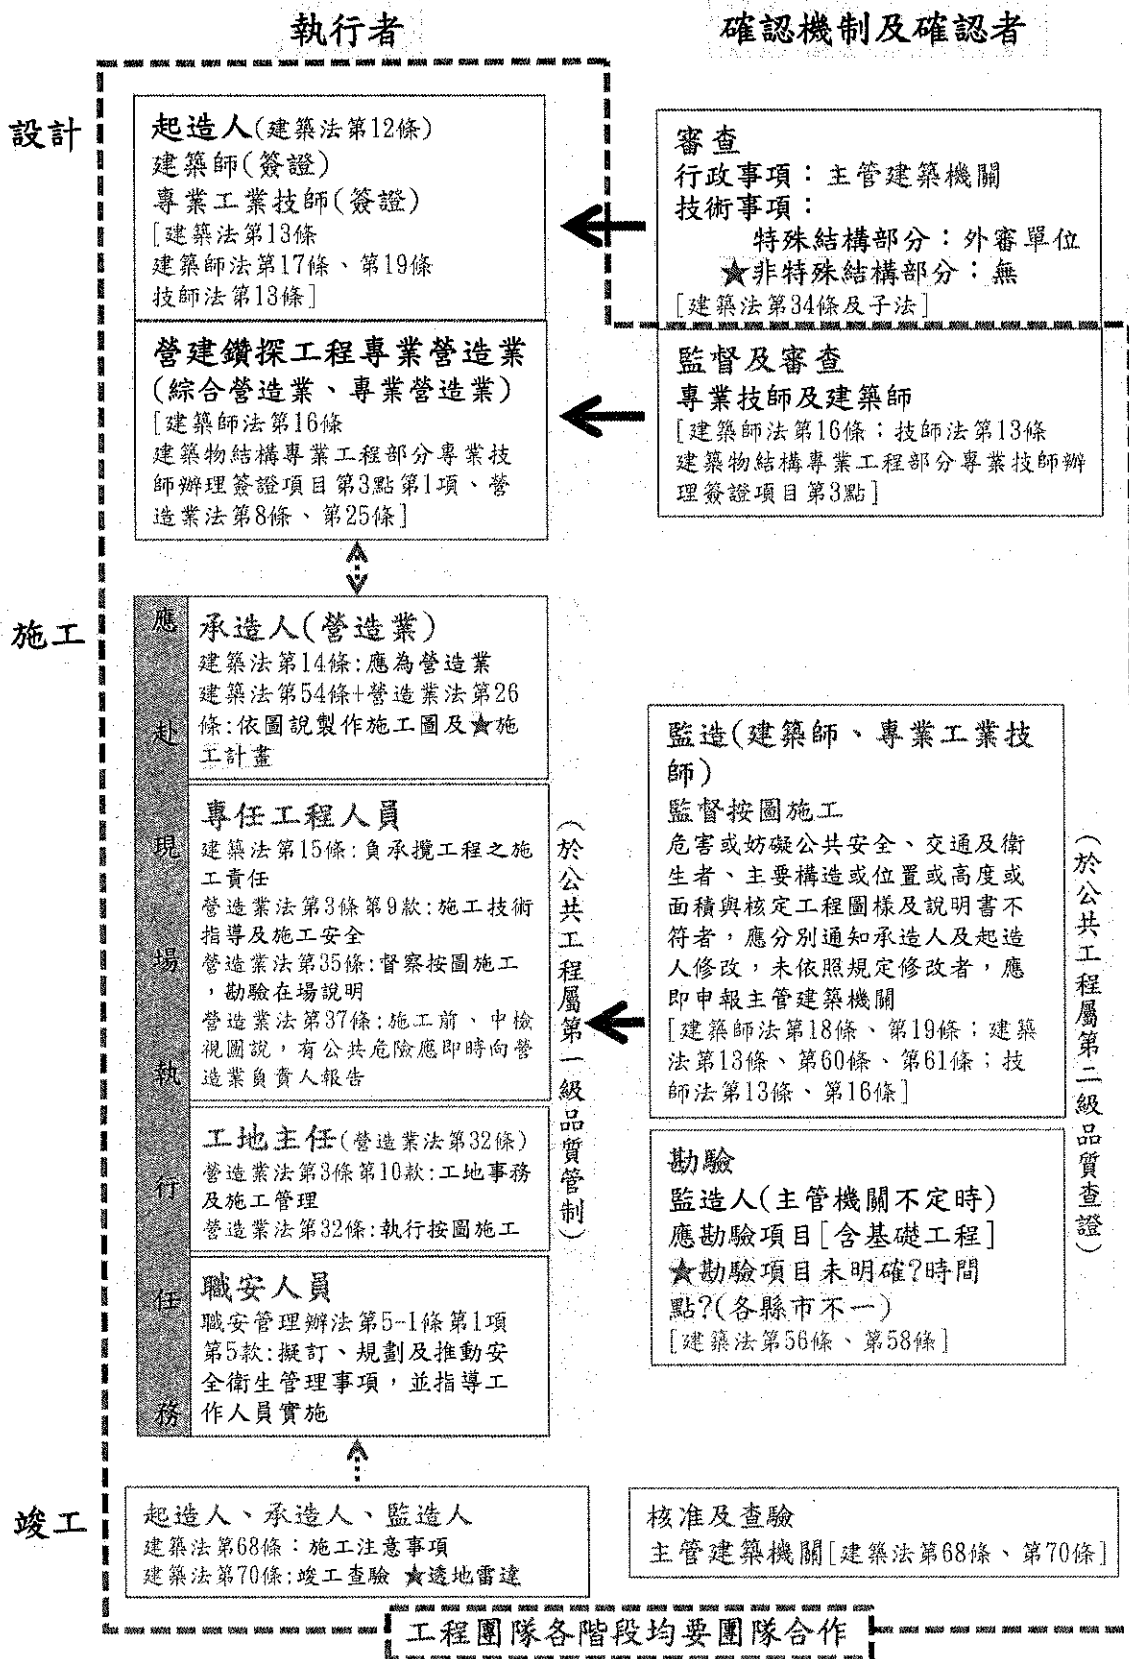 執行者
確認機制及確認者
設計
起造人(建築法第12條)
建築師(簽證)
專業工業技師(簽證)
[建築法第13條
建築師法第17條、第19條
技師法第13條]
審查
行政事項：主管建築機關
技術事項：
特殊結構部分：外審單位
★非特殊結構部分：無
[建築法第34條及子法]
營建鑽探工程專業營造業
(綜合營造業、專業營造業)
[建築師法第16條
建築物結構專業工程部分專業技
師辦理簽證項目第3點第1項、營
造業法第8條、第25條]
監督及審查
專業技師及建築師
[建築師法第16條；技師法第13條
建築物結構專業工程部分專業技師辦
理簽證項目第3點]
施工
應赴現場執行任務
承造人(營造業)
建築法第14條:應為營造業
建築法第54條+營造業法第26
條:依圖說製作施工圖及★施
工計畫
專任工程人員
建築法第15條:負承攬工程之施
工責任
營造業法第3條第9款:施工技術
指導及施工安全
營造業法第35條:督察按圖施工
，勘驗在場說明
營造業法第37條:施工前、中檢
視圖說，有公共危險應即時向營
造業負責人報告
工地主任(營造業法第32條)
營造業法第3條第10款:工地事務
及施工管理
營造業法第32條:執行按圖施工
職安人員
職安管理辦法第5-1條第1項
第5款:擬訂、規劃及推動安
全衛生管理事項，並指導工
作人員實施
(於公共工程屬第一級品質管制)
監造(建築師、專業工業技
師)
監督按圖施工
危害或妨礙公共安全、交通及衛
生者、主要構造或位置或高度或
面積與核定工程圖樣及說明書不
符者，應分別通知承造人及起造
人修改，未依照規定修改者，應
即申報主管建築機關
[建築師法第18條、第19條；建築
法第13條、第60條、第61條；技
師法第13條、第16條]
勘驗
監造人(主管機關不定時)
應勘驗項目[含基礎工程]
★勘驗項目未明確?時間
點?(各縣市不一)
[建築法第56條、第58條]
(於公共工程屬第二級品質查證)
竣工
起造人、承造人、監造人
建築法第68條：施工注意事項
建築法第70條:竣工查驗 ★透地雷達
核准及查驗
主管建築機關[建築法第68條、第70條]
工程團隊各階段均要團隊合作